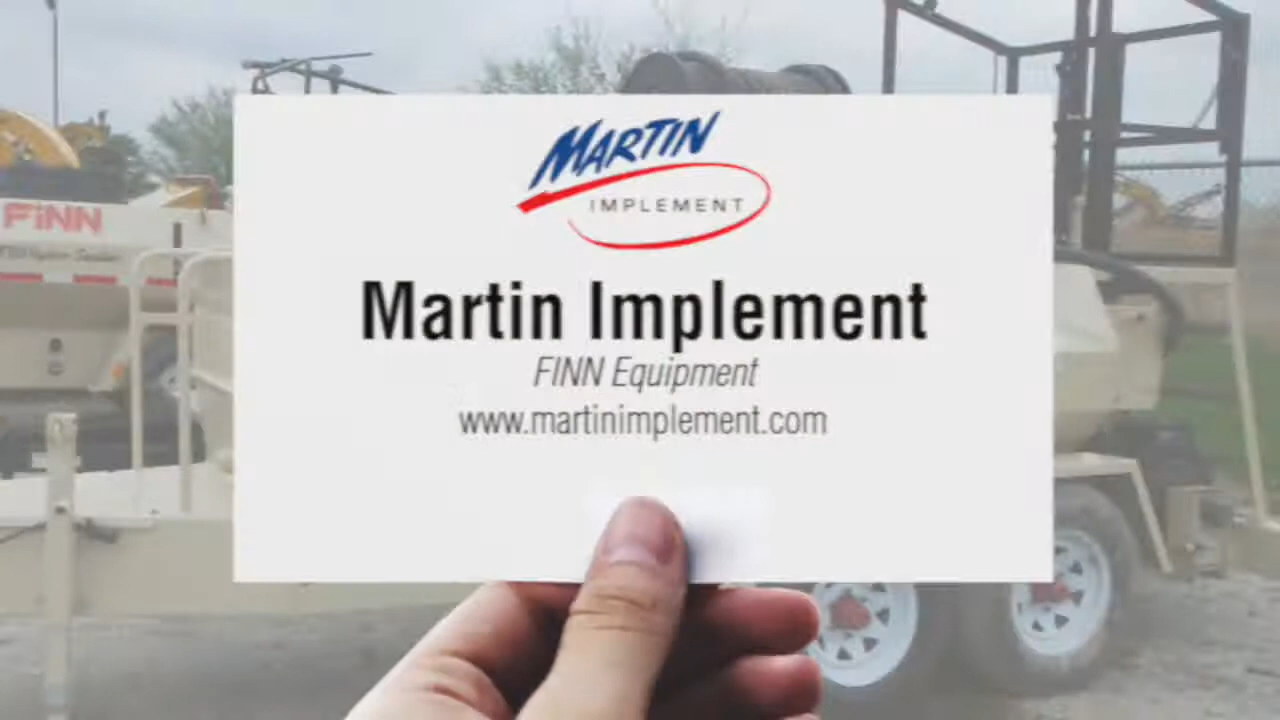 MARTIN
IMPLEMENT
Martin Implement
FINN Equipment
www.martinimplement.com
FINN